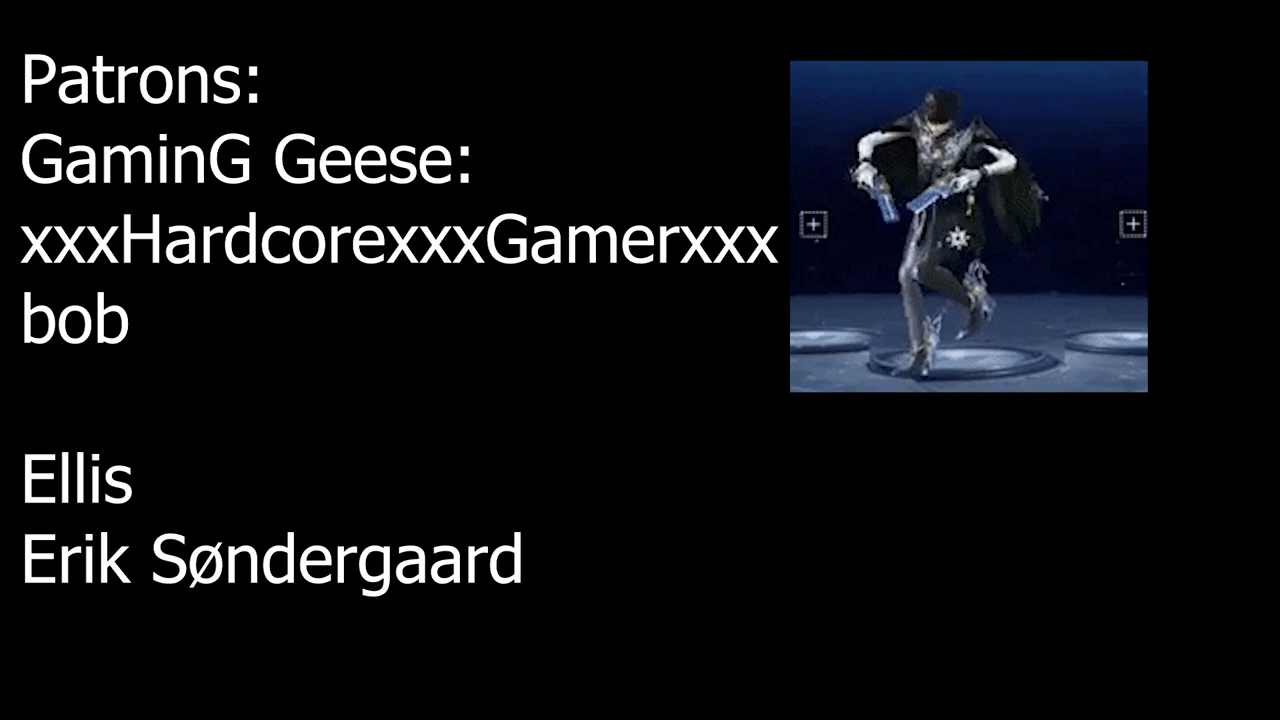 Patrons:
GaminG Geese:
xxxHardcorexxxGamerxxx
bob
Ellis
Erik Søndergaard